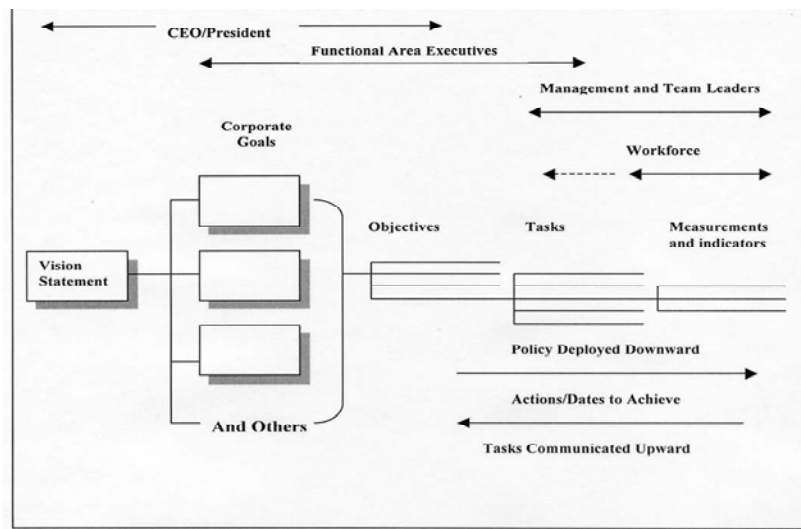 CEO/President
Functional Area Executives
Management and Team Leaders
Corporate
Goals
Workforce
Objectives
Tasks
Measurements
and indicators
Vision
Statement
Policy Deployed Downward
Actions/Dates to Achieve
And Others
Tasks Communicated Upward